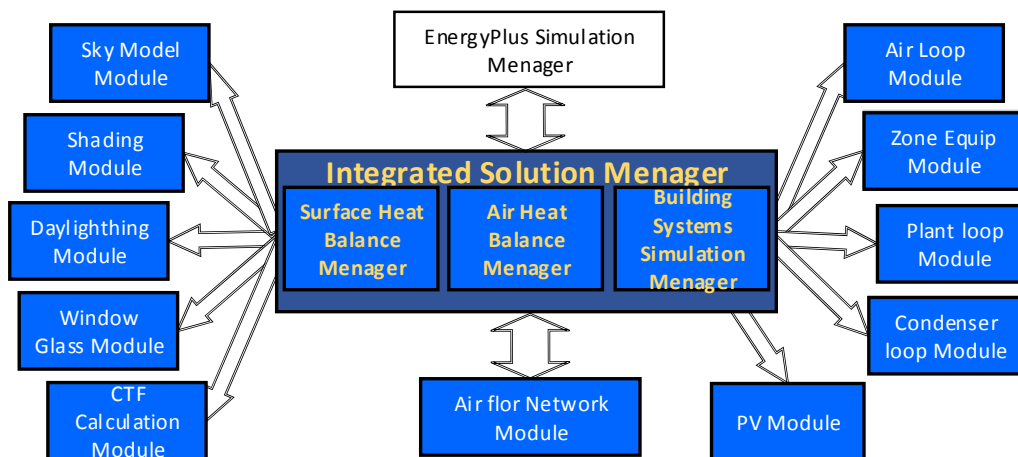 Sky Model
Module
EnergyPlus Simulation
Menager
Air Loop
Module
Shading
Module
Zone Equip
Module
Integrated Solution Menager
Surface Heat
Balance
Menager
Air Heat
Balance
Menager
Building
Systems
Simulation
Menager
Daylighthing
Module
Plant loop
Module
Window
Glass Module
Condenser
loop Module
CTF
Calculation
Module
Air flor Network
Module
PV Module